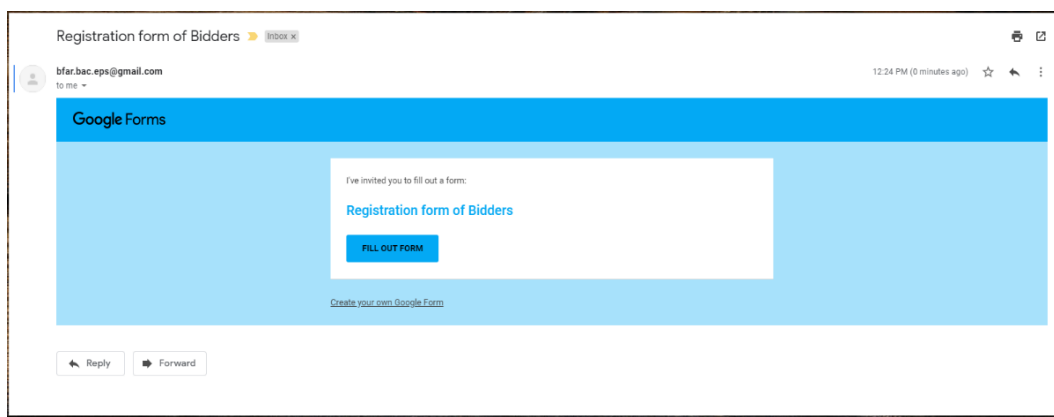 Registration form of Bidders Inbox x
bfar.bac.eps@gmail.com 12:24 PM (0 minutes ago)
to me
Google Forms
I've invited you to fill out a form:
Registration form of Bidders
FILL OUT FORM
Create your own Google Form
Reply Forward